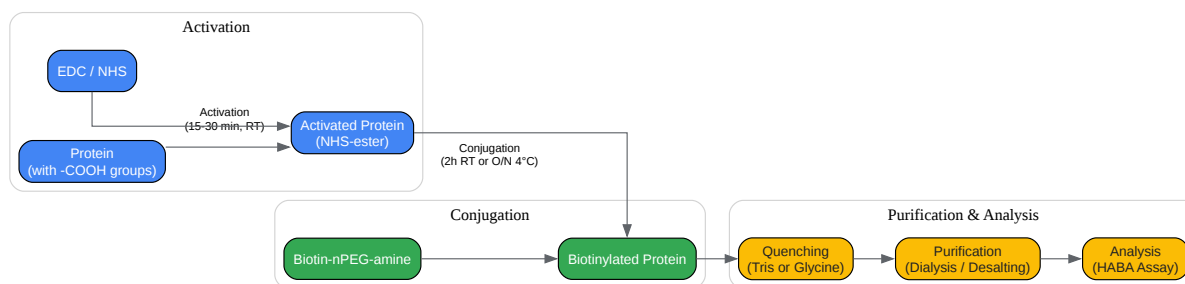 Activation
EDC / NHS
Activation
(15-30 min, RT)
Activated Protein
(NHS-ester)
Protein
(with -COOH groups)
Conjugation
(2h RT or O/N 4°C)
Conjugation
Biotin-nPEG-amine
Biotinylated Protein
Purification & Analysis
Quenching
(Tris or Glycine)
Purification
(Dialysis / Desalting)
Analysis
(HABA Assay)